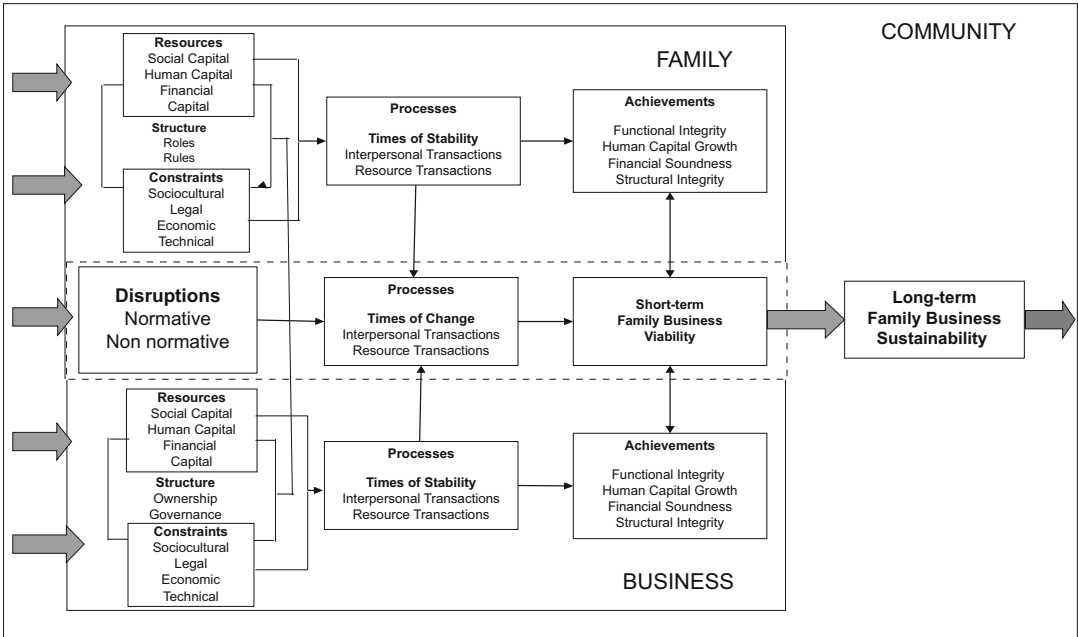 COMMUNITY
FAMILY
Resources
Social Capital
Human Capital
Financial
Capital
Structure
Roles
Rules
Constraints
Sociocultural
Legal
Economic
Technical
Processes
Times of Stability
Interpersonal Transactions
Resource Transactions
Achievements
Functional Integrity
Human Capital Growth
Financial Soundness
Structural Integrity
Disruptions
Normative
Non normative
Processes
Times of Change
Interpersonal Transactions
Resource Transactions
Short-term
Family Business
Viability
Long-term
Family Business
Sustainability
Resources
Social Capital
Human Capital
Financial
Capital
Structure
Ownership
Governance
Constraints
Sociocultural
Legal
Economic
Technical
Processes
Times of Stability
Interpersonal Transactions
Resource Transactions
Achievements
Functional Integrity
Human Capital Growth
Financial Soundness
Structural Integrity
BUSINESS